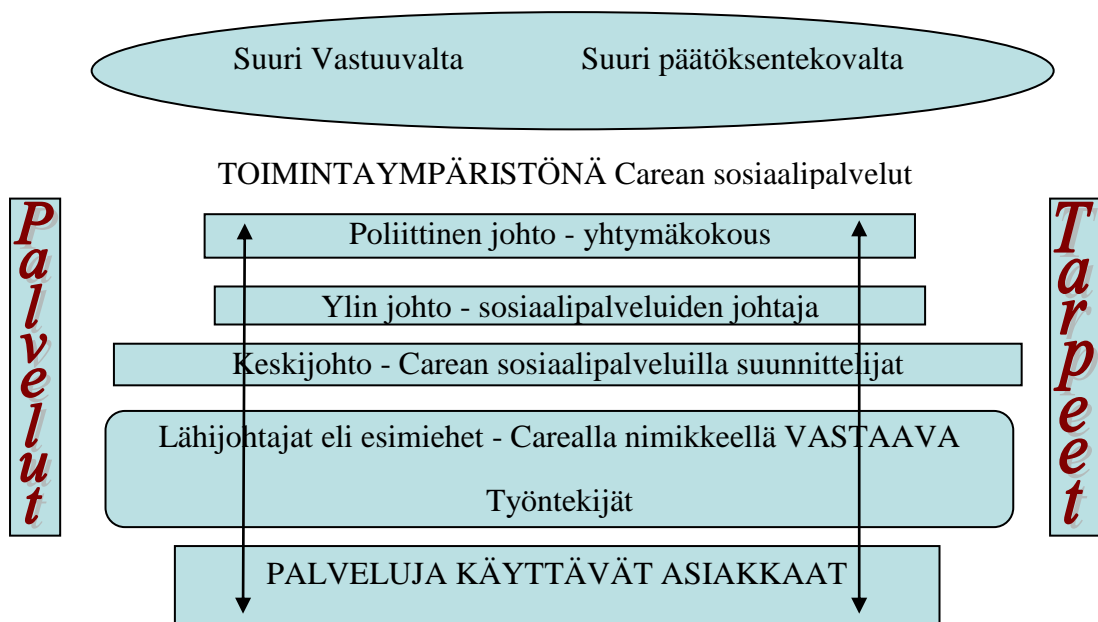 Suuri Vastuuvalta Suuri päätöksentekovalta
TOIMINTAYMPÄRISTÖNÄ Carean sosiaalipalvelut
Palvelut
Poliittinen johto - yhtymäkokous
Ylin johto - sosiaalipalveluiden johtaja
Keskijohto - Carean sosiaalipalveluilla suunnittelijat
Lähijohtajat eli esimiehet - Carealla nimikkeellä VASTAAVA
Työntekijät
PALVELUJA KÄYTTÄVÄT ASIAKKAAT
Tarpeet